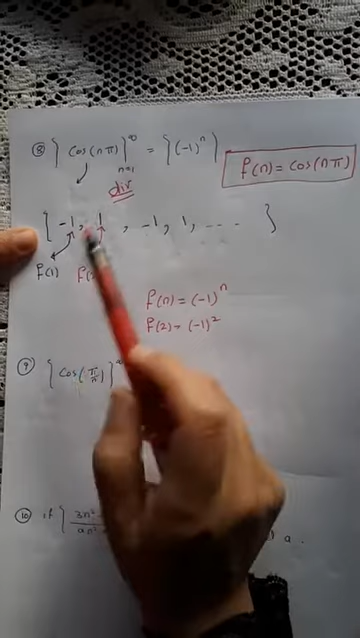 ⑧ { cos(nπ) }^∞_{n=1} = { (-1)^n }
f(n) = cos(nπ)
div
{ -1, 1, -1, 1, .... }
f(1)
f(n) = (-1)^n
f(2) = (-1)^2
⑨ { cos(π/n) }
⑩ if { 3n²
a.